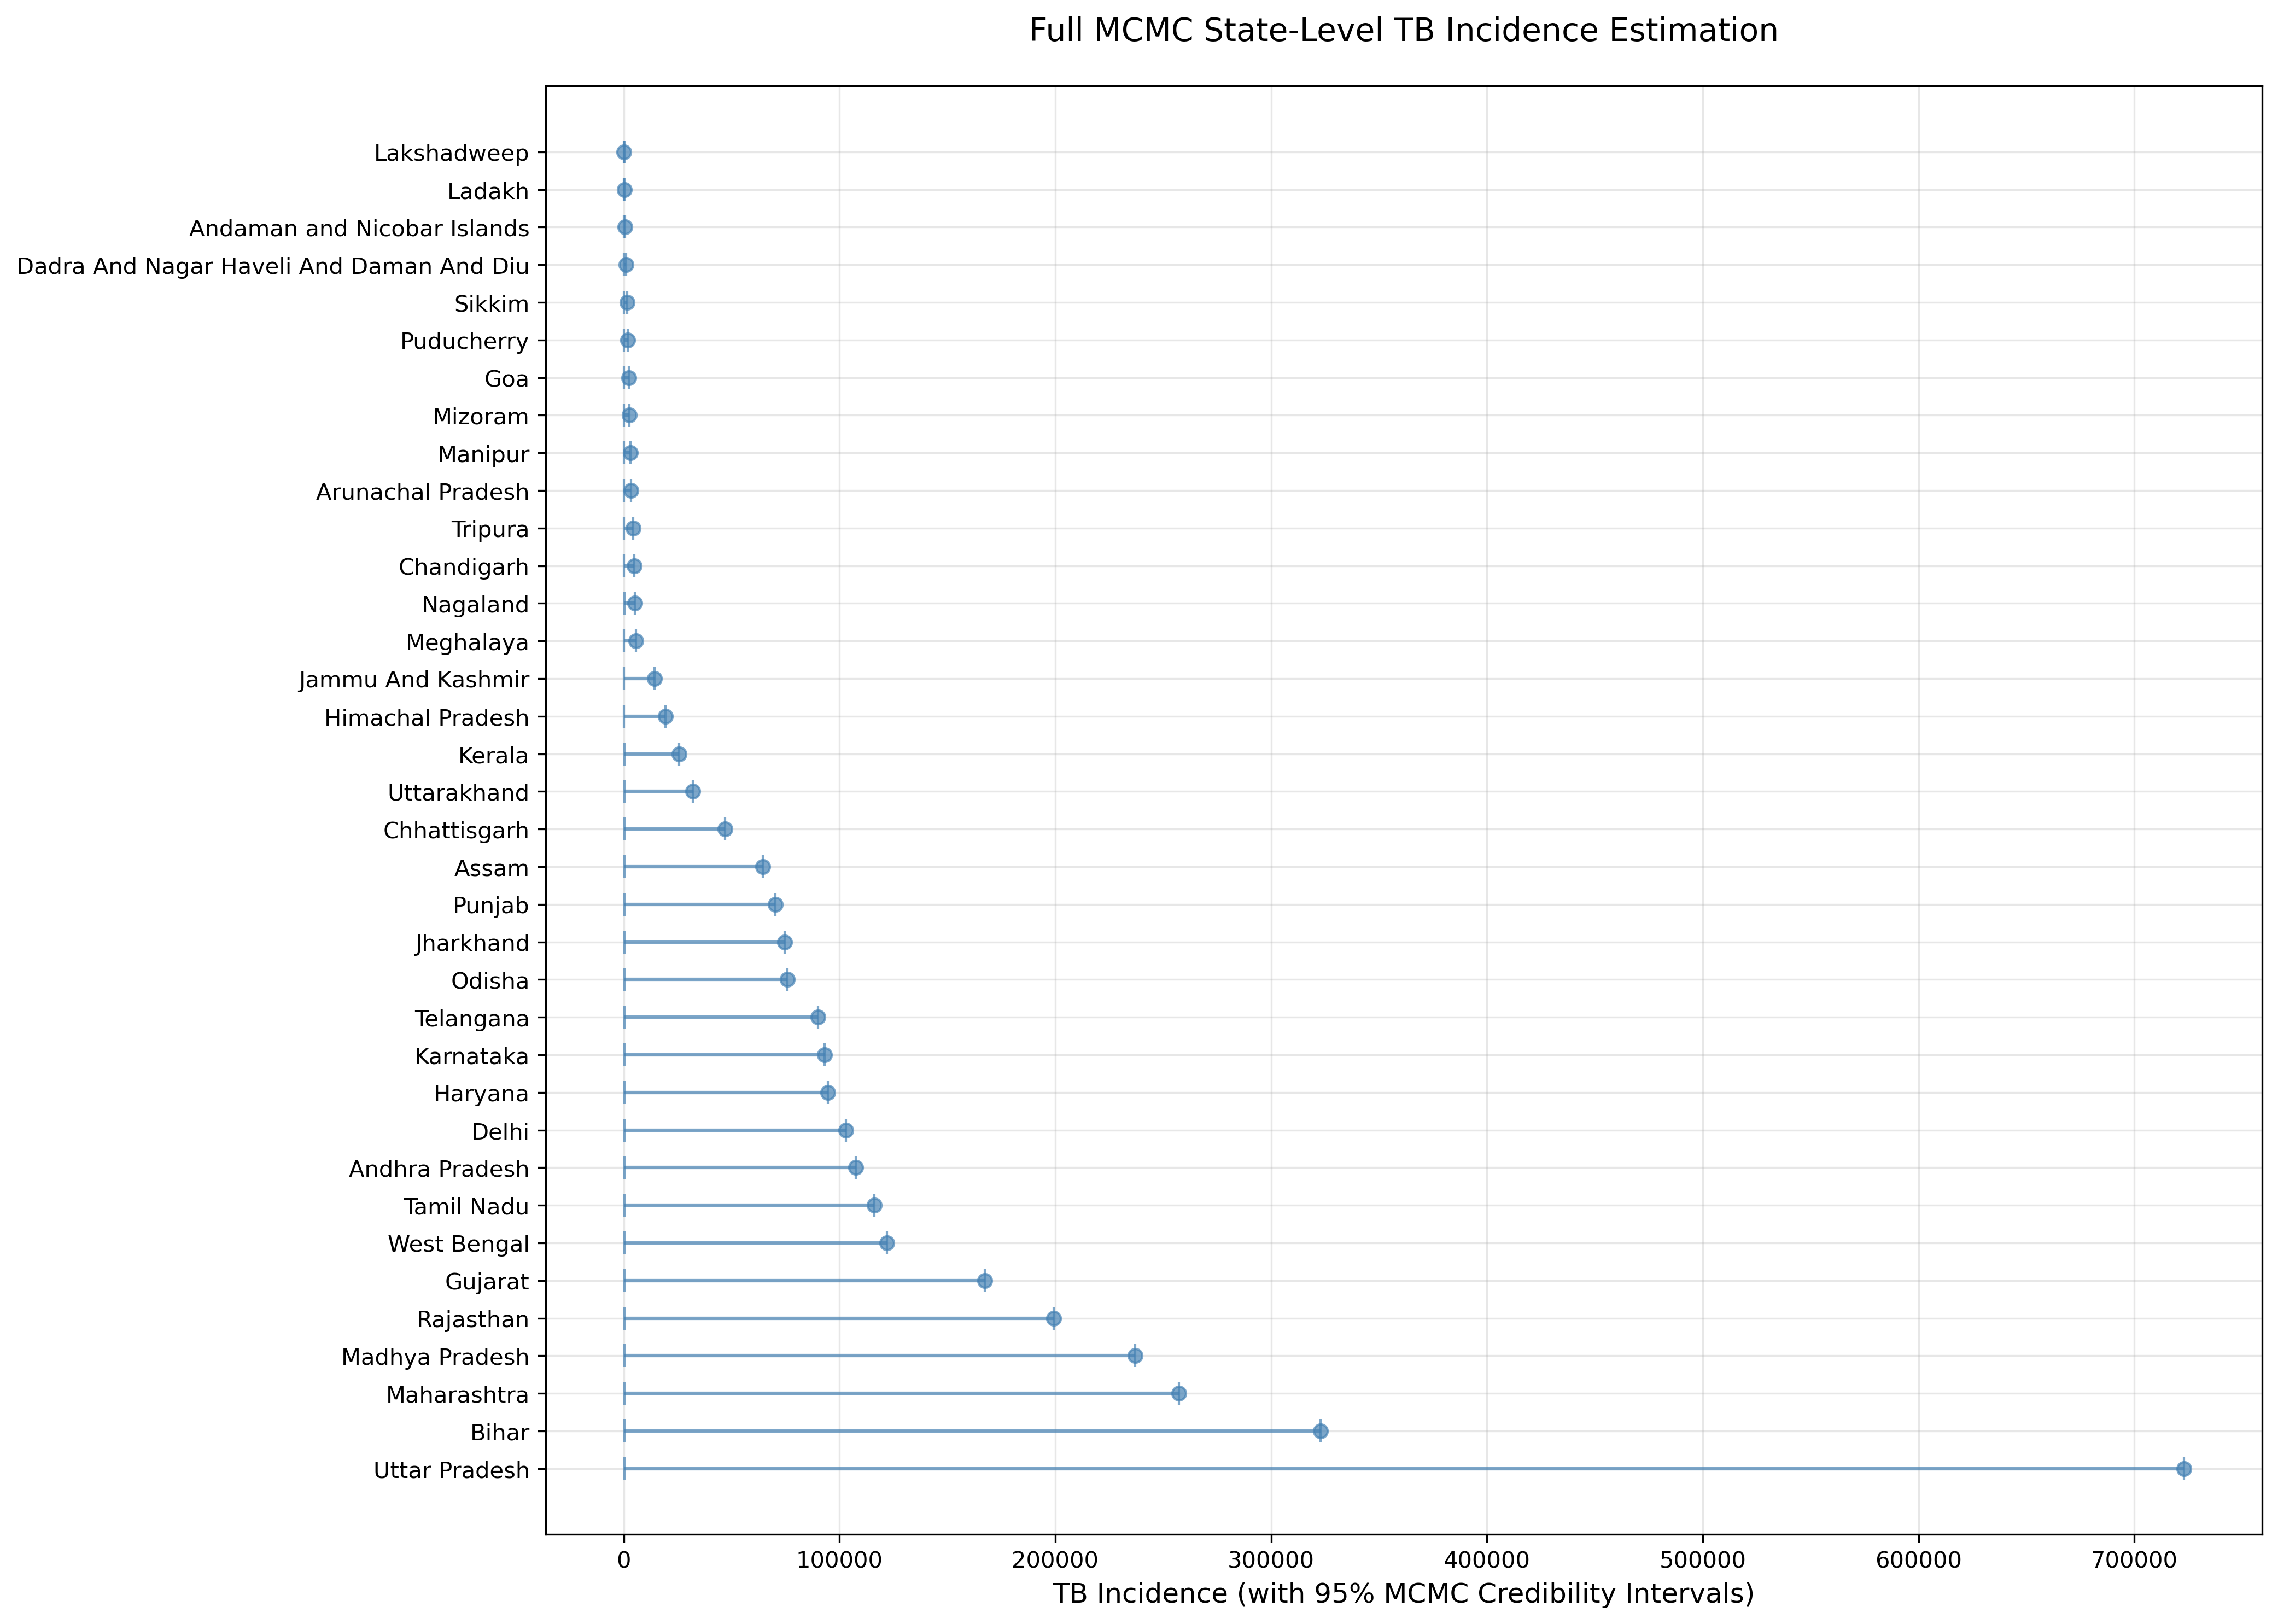 Full MCMC State-Level TB Incidence Estimation
Lakshadweep
Ladakh
Andaman and Nicobar Islands
Dadra And Nagar Haveli And Daman And Diu
Sikkim
Puducherry
Goa
Mizoram
Manipur
Arunachal Pradesh
Tripura
Chandigarh
Nagaland
Meghalaya
Jammu And Kashmir
Himachal Pradesh
Kerala
Uttarakhand
Chhattisgarh
Assam
Punjab
Jharkhand
Odisha
Telangana
Karnataka
Haryana
Delhi
Andhra Pradesh
Tamil Nadu
West Bengal
Gujarat
Rajasthan
Madhya Pradesh
Maharashtra
Bihar
Uttar Pradesh
0 100000 200000 300000 400000 500000 600000 700000
TB Incidence (with 95% MCMC Credibility Intervals)